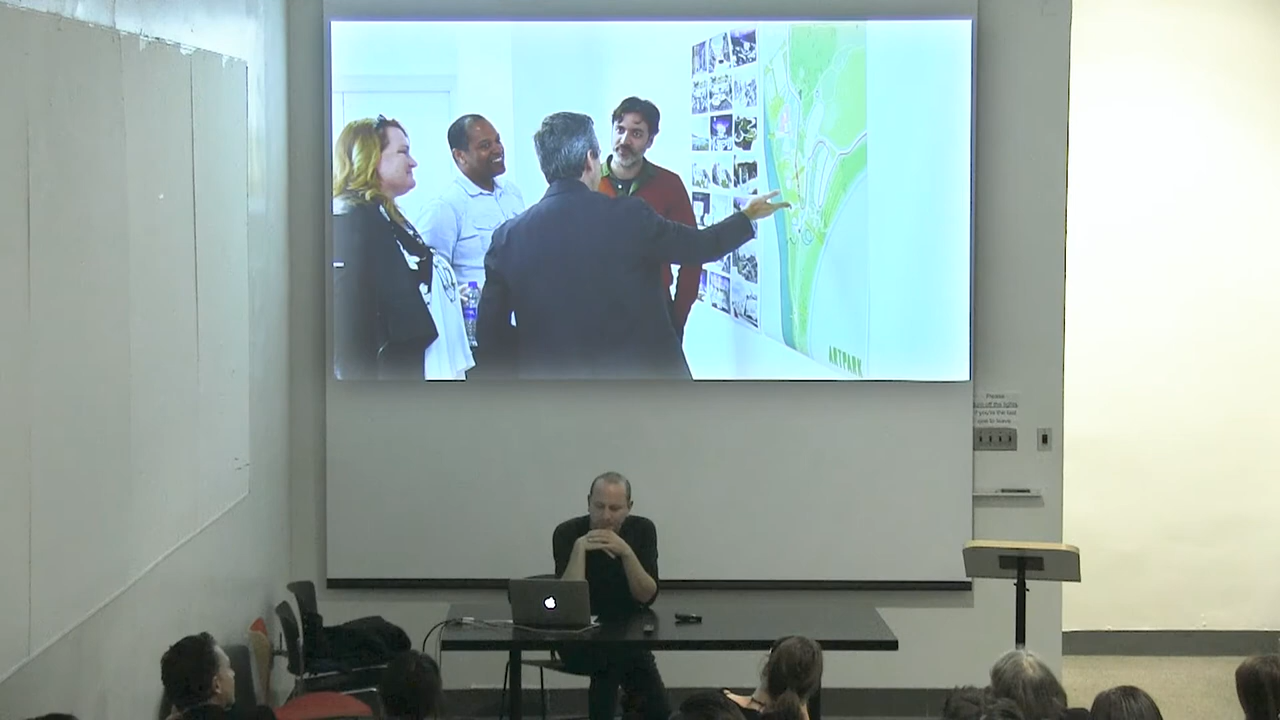 ARTPARK
Please
turn off the lights
if you're the last
one to leave